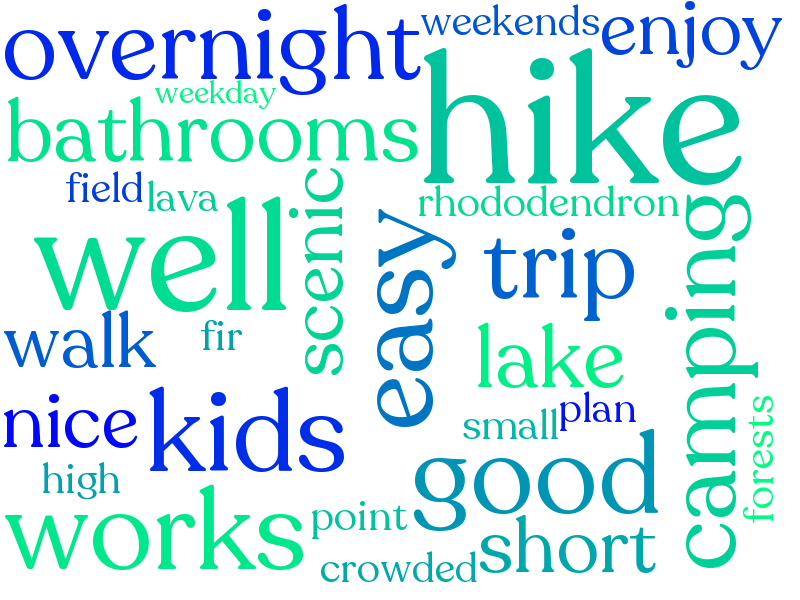 overnight
weekends
enjoy
weekday
bathrooms
hike
field
lava
scenic
rhododendron
well
easy
trip
camping
walk
fir
lake
nice
kids
small
plan
forests
high
good
works
point
short
crowded